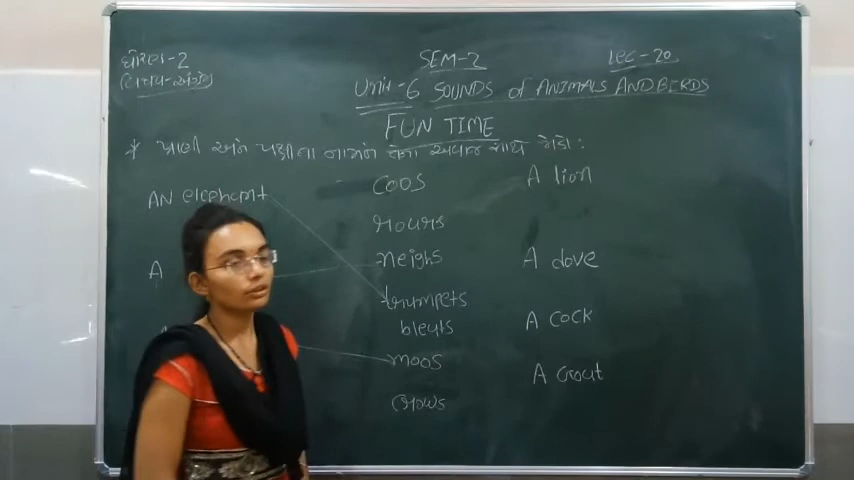 ધોરણ-2 SEM-2 Lec-20
વિષય-અંગ્રેજી
Unit-6 SOUNDS of ANIMALS AND BERDS
FUN TIME
* પ્રાણી અને પક્ષીના નામને તેના અવાજ સાથે જોડો :
AN elephant coos A lion
roars
A neighs A dove
trumpets
bleats A cock
moos
A Goat
crows